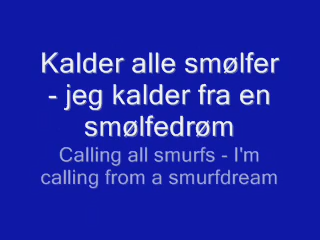 Kalder alle smølfer
- jeg kalder fra en
smølfedrøm
Calling all smurfs - I'm
calling from a smurfdream